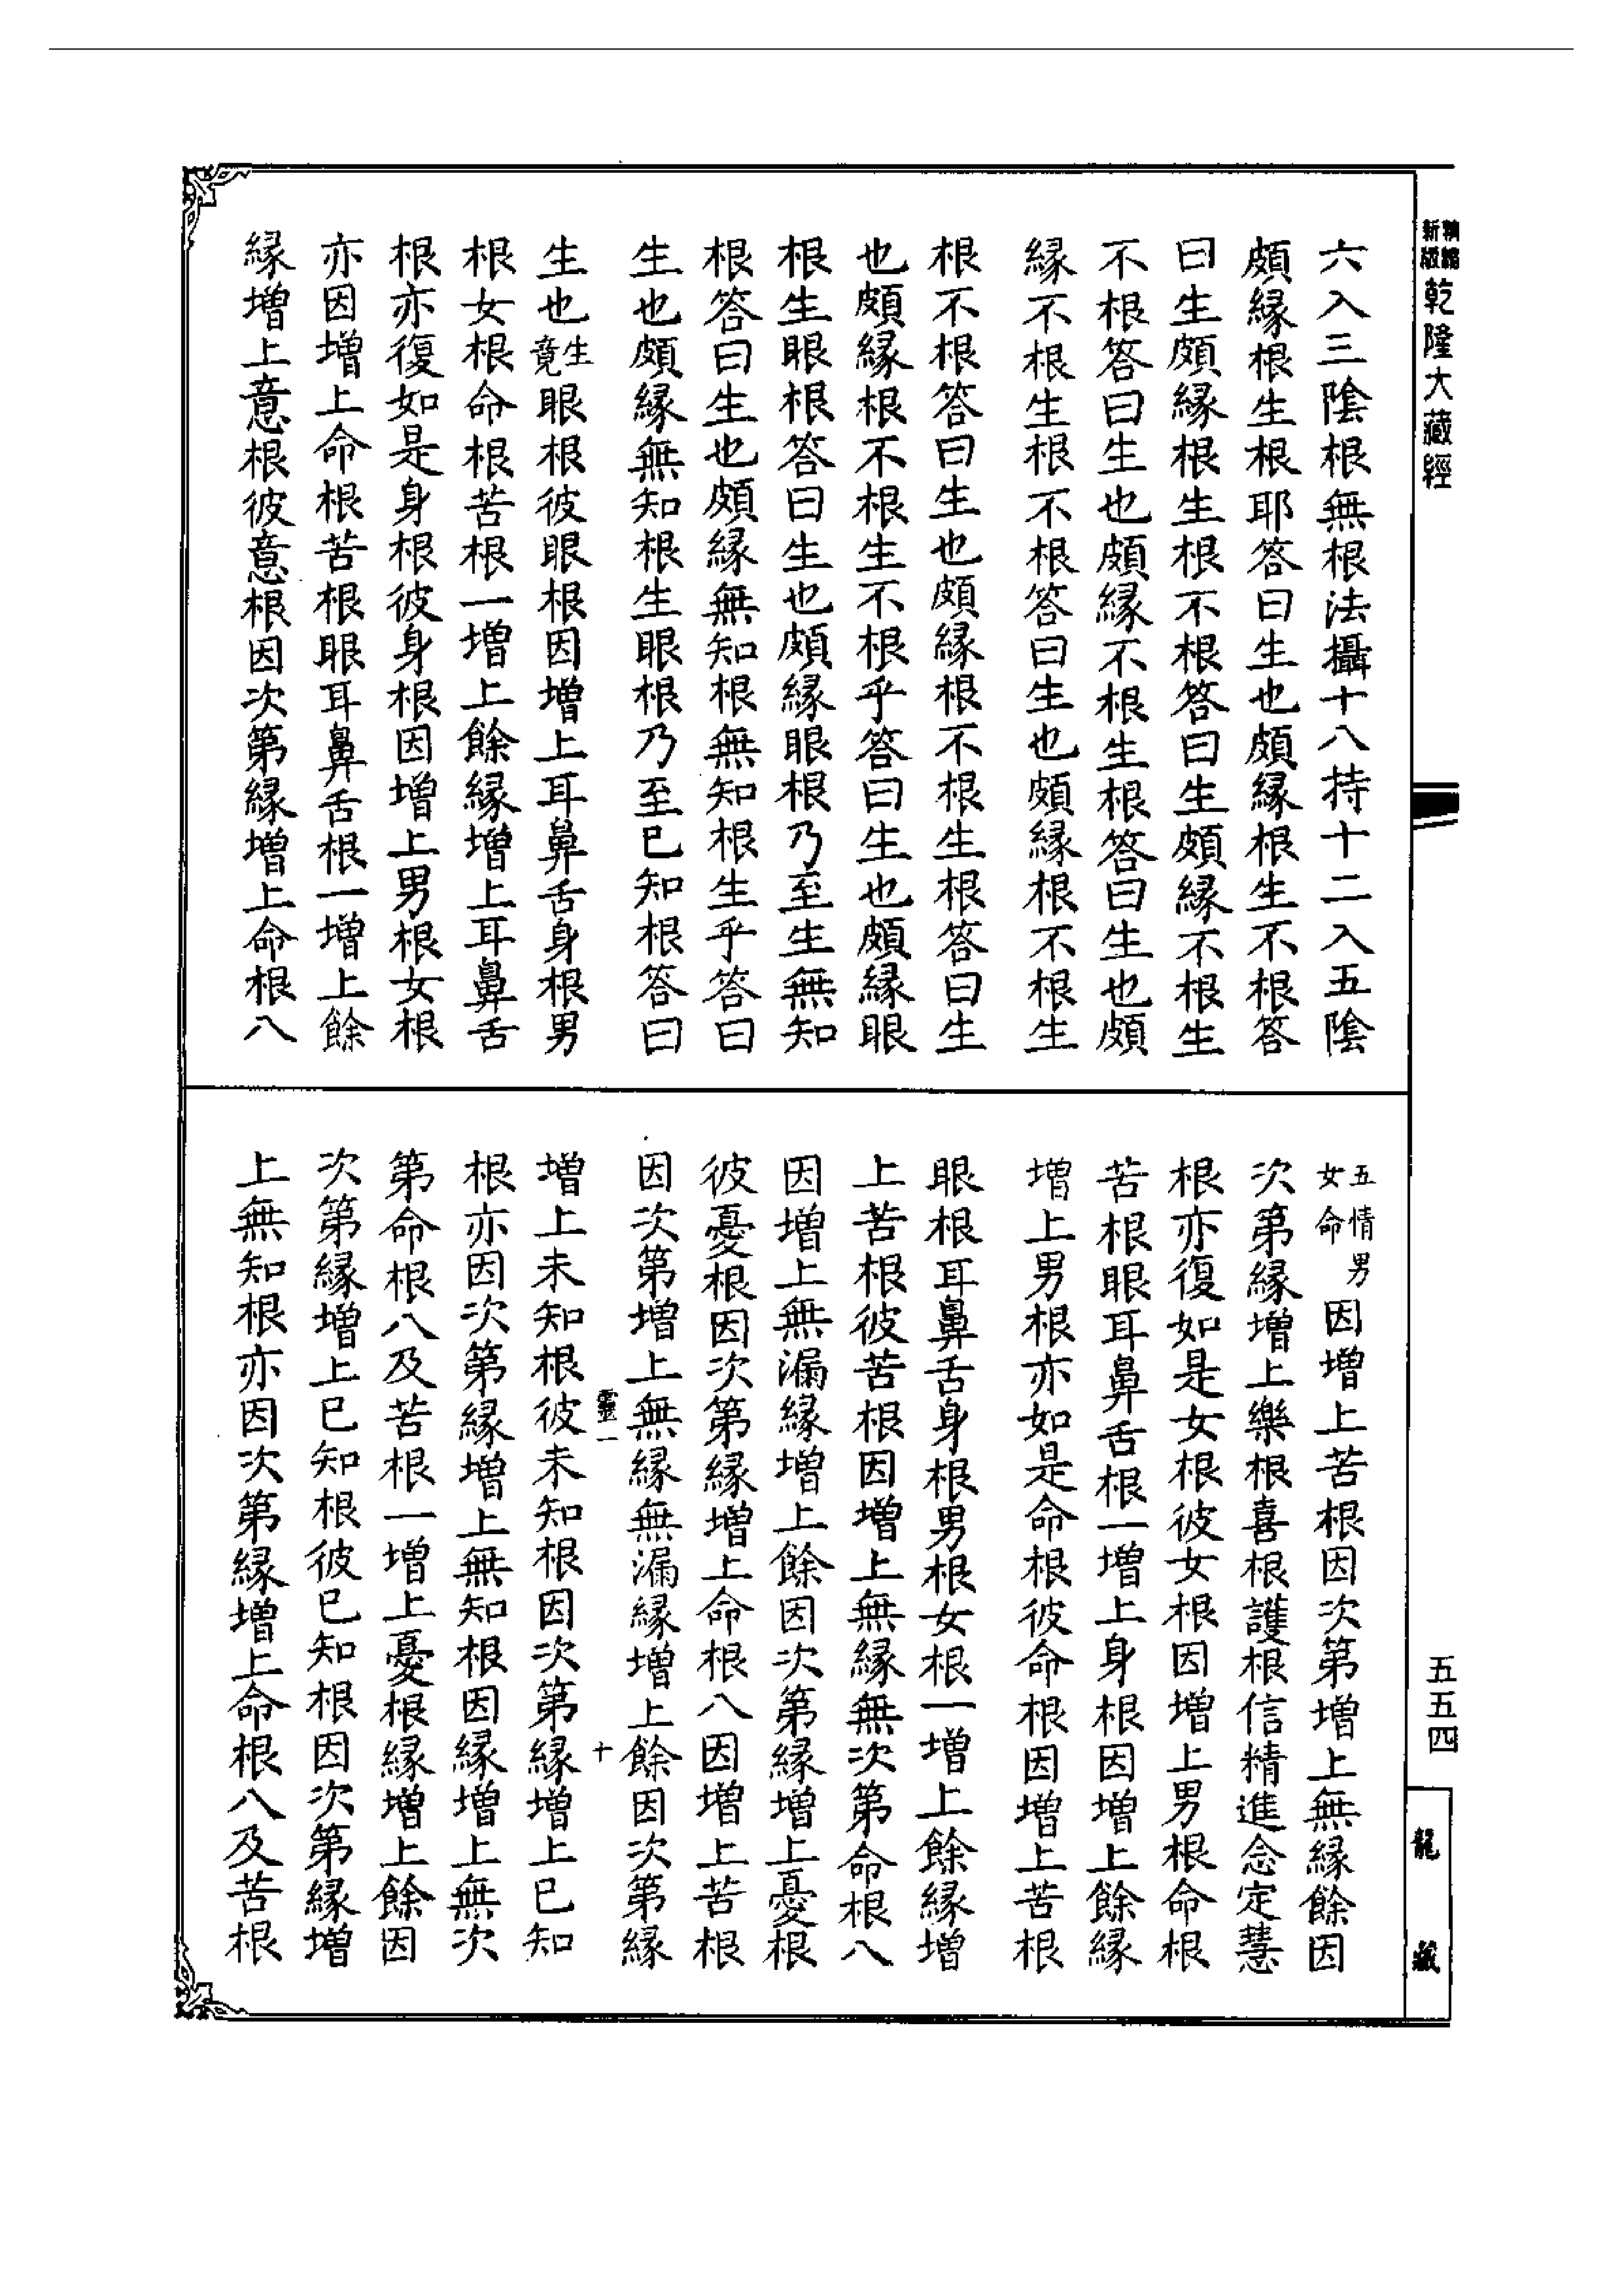 精縮
新版
乾隆大藏經
六入三陰根無根法攝十八持十二入五陰
頗緣根生根耶答曰生也頗緣根生不根答
曰生頗緣根生根不根答曰生頗緣不根生
不根答曰生也頗緣不根生根答曰生也頗
緣不根生根不根答曰生也頗緣根不根生
根不根答曰生也頗緣根不根生根答曰生
也頗緣根不根生不根乎答曰生也頗緣眼
根生眼根答曰生也頗緣眼根乃至生無知
根答曰生也頗緣無知根無知根生乎答曰
生也頗緣無知根生眼根乃至已知根答曰
生也生竟眼根彼眼根因增上耳鼻舌身根男
根女根命根苦根一增上餘緣增上耳鼻舌
根亦復如是身根彼身根因增上男根女根
亦因增上命根苦根眼耳鼻舌根一增上餘
緣增上意根彼意根因次第緣增上命根八
五情男女命因增上苦根因次第增上無緣餘因
次第緣增上樂根喜根護根信精進念定慧
根亦復如是女根彼女根因增上男根命根
苦根眼耳鼻舌根一增上身根因增上餘緣
增上男根亦如是命根彼命根因增上苦根
眼根耳鼻舌身根男根女根一增上餘緣增
上苦根彼苦根因增上無緣無次第命根八
因增上無漏緣增上餘因次第緣增上憂根
彼憂根因次第緣增上命根八因增上苦根
因次第增上無緣無漏緣增上餘因次第緣
靈一
十
增上未知根彼未知根因次第緣增上已知
根亦因次第緣增上無知根因緣增上無次
第命根八及苦根一增上憂根緣增上餘因
次第緣增上已知根彼已知根因次第緣增
上無知根亦因次第緣增上命根八及苦根
五五四
龍藏